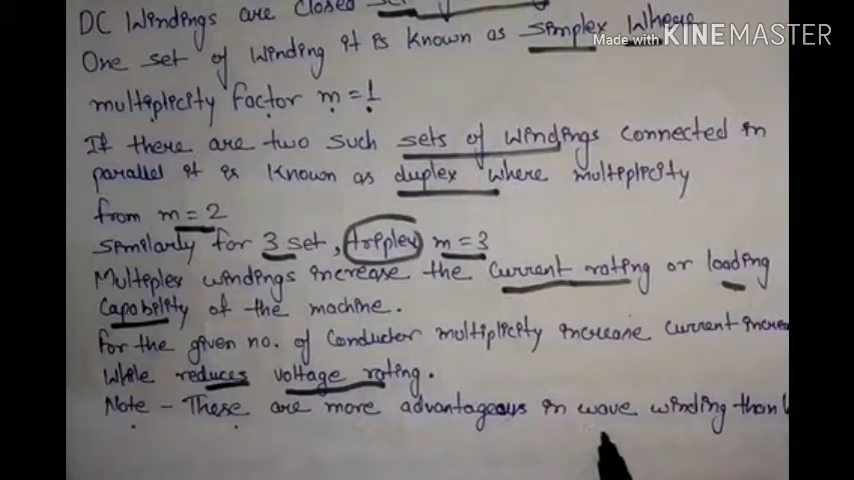 DC Windings are closed set of
Made with KINEMASTER
One set of winding it is known as simplex Where
multiplicity factor m = 1
If there are two such sets of windings connected in
parallel it is known as duplex where multiplicity
from m = 2
Similarly for 3 set, triplex m = 3
Multiplex windings increase the current rating or loading
Capability of the machine.
For the given no. of conductor multiplicity increase current increa
While reduces voltage rating.
Note - These are more advantageous in wave winding than